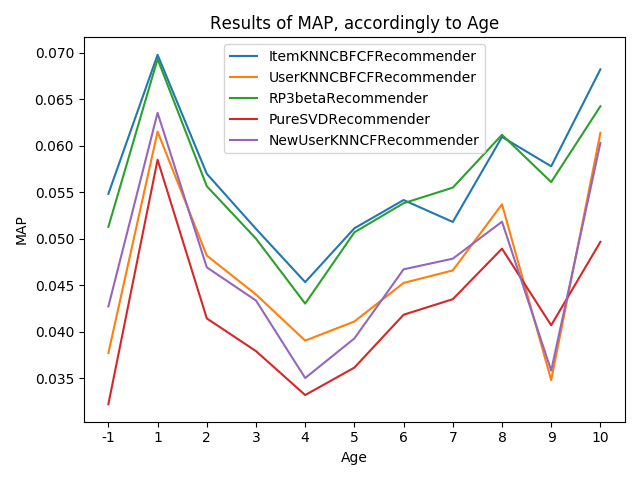 Results of MAP, accordingly to Age
ItemKNNCBFCFRecommender
UserKNNCBFCFRecommender
RP3betaRecommender
PureSVDRecommender
NewUserKNNCFRecommender
0.070
0.065
0.060
0.055
0.050
0.045
0.040
0.035
MAP
-1 1 2 3 4 5 6 7 8 9 10
Age